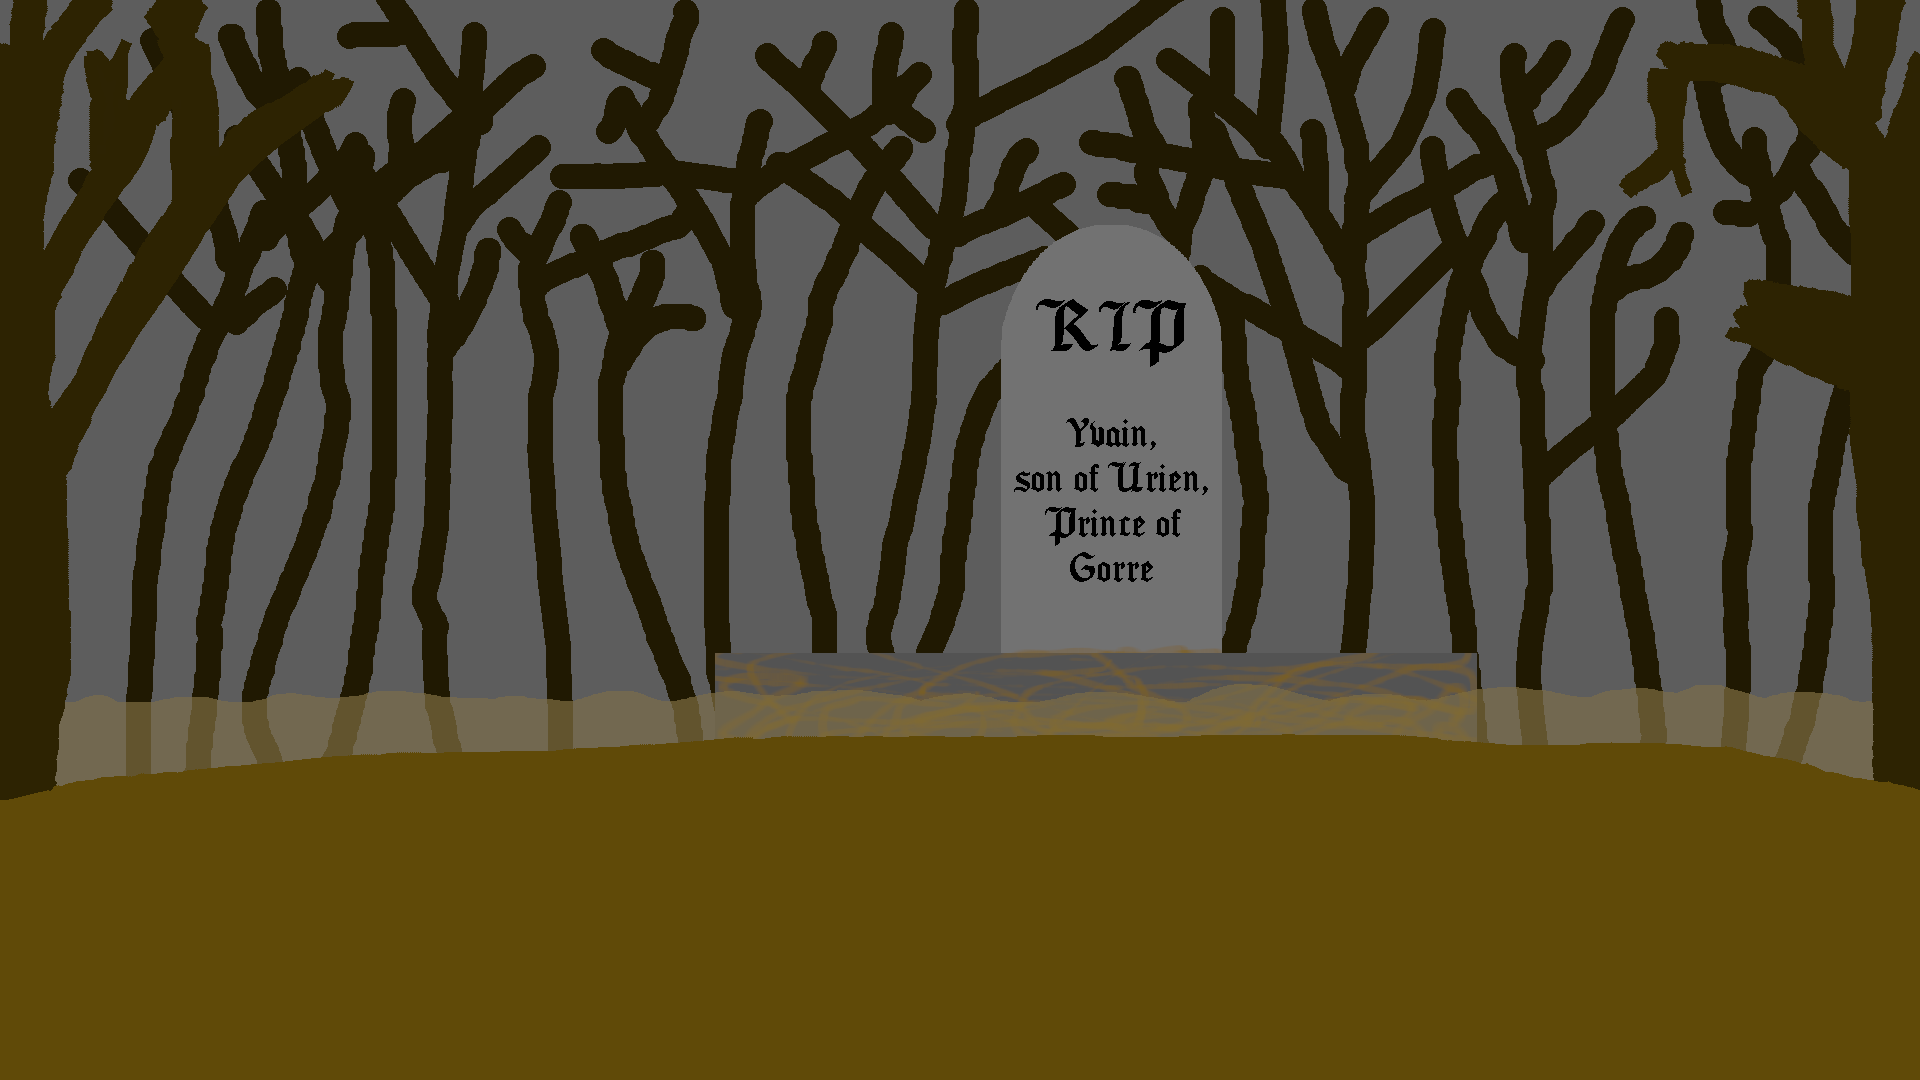 RIP
Yvain,
son of Urien,
Prince of
Gorre